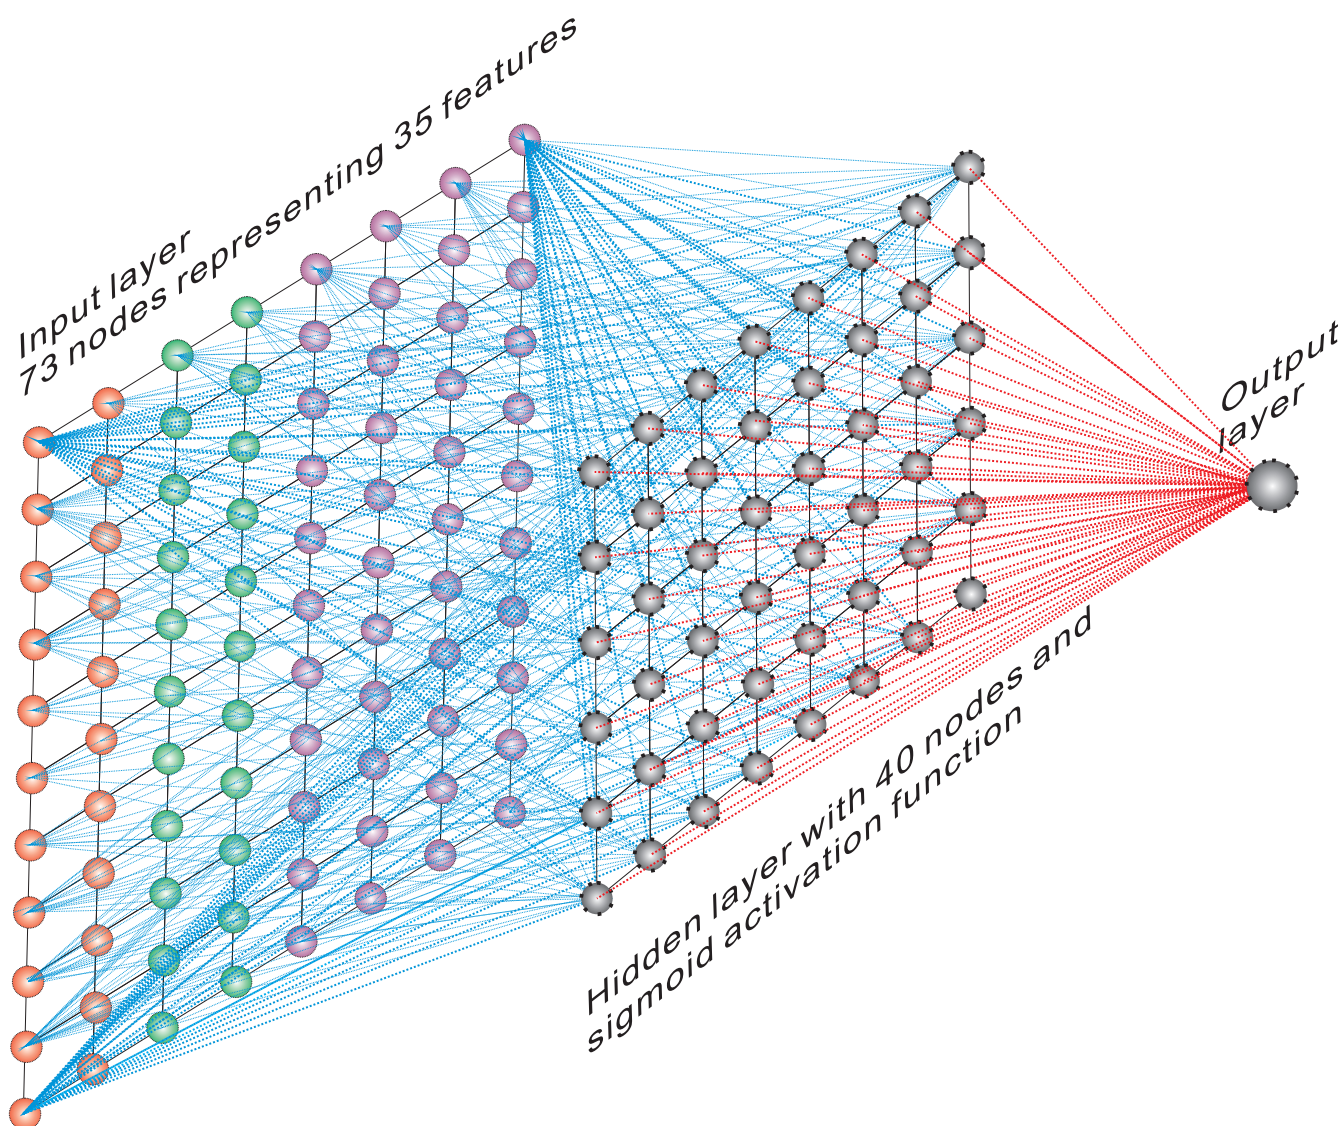 Input layer
73 nodes representing 35 features
Output
layer
Hidden layer with 40 nodes and
sigmoid activation function